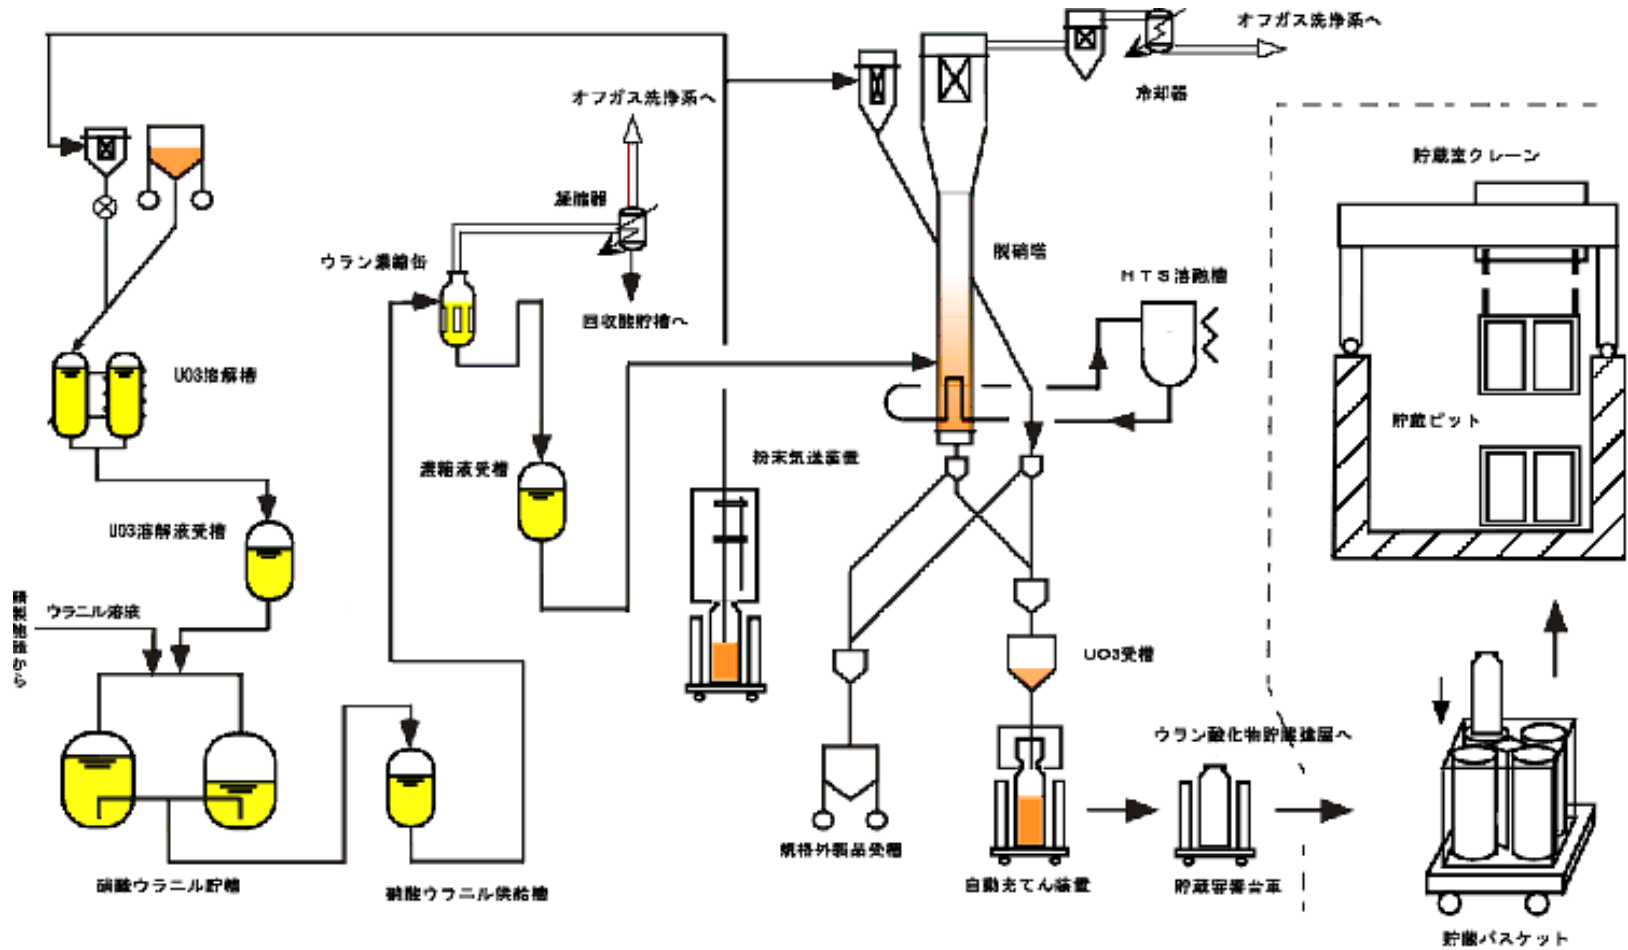 オフガス洗浄系へ
冷却器
オフガス洗浄系へ
貯蔵室クレーン
凝縮器
脱硝塔
ウラン濃縮缶
HTS溶融槽
回収酸貯槽へ
UO3溶解槽
貯蔵ピット
粉末気送装置
濃縮液受槽
UO3溶解液受槽
精製施設から
ウラニル溶液
UO3受槽
ウラン酸化物貯蔵建屋へ
規格外製品受槽
硝酸ウラニル貯槽
硝酸ウラニル供給槽
自動充てん装置
貯蔵容器台車
貯蔵バスケット